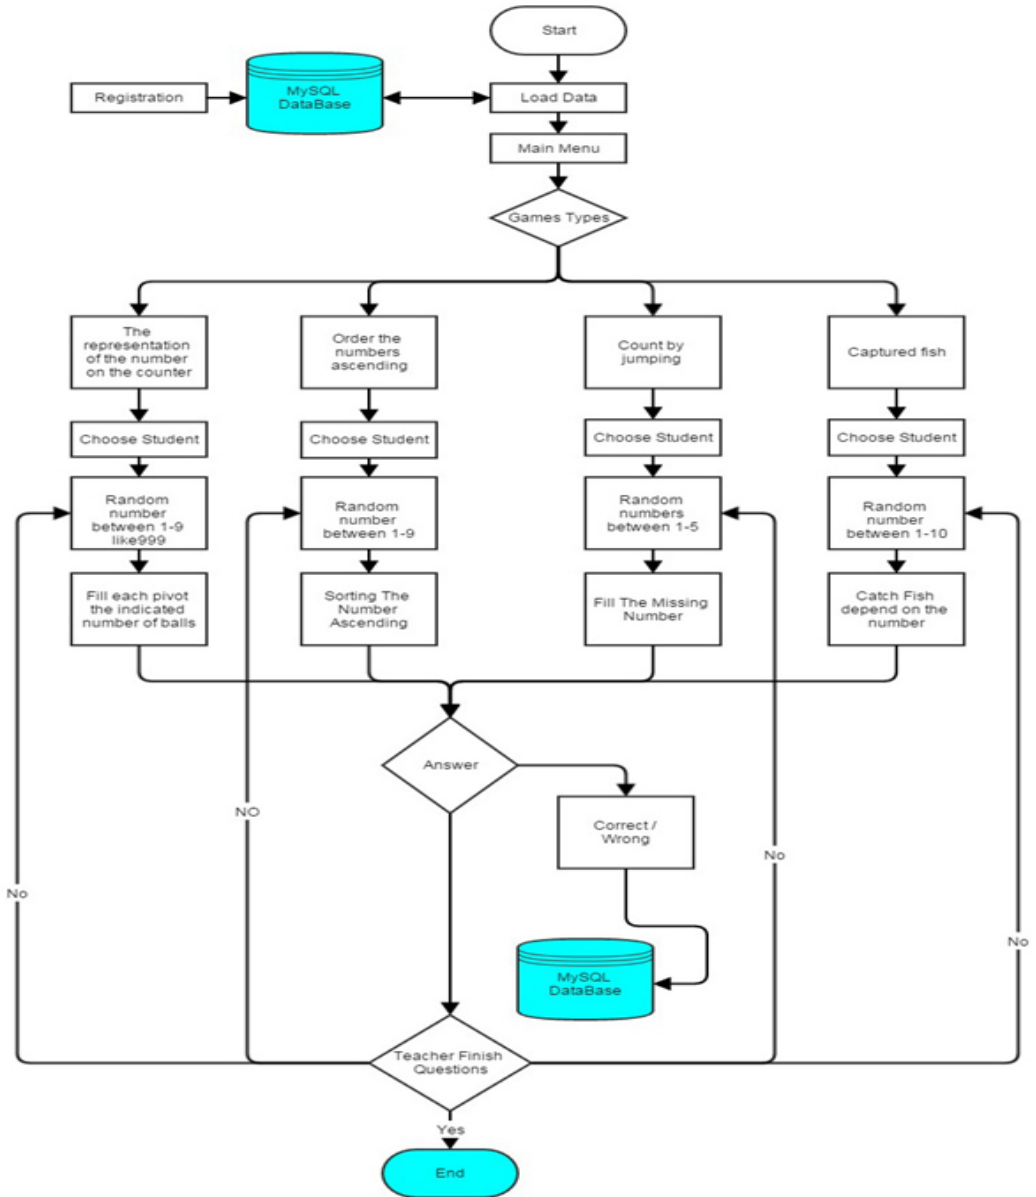 Start
Registration
MySQL
DataBase
Load Data
Main Menu
Games Types
The
representation
of the number
on the counter
Order the
numbers
ascending
Count by
jumping
Captured fish
Choose Student
Choose Student
Choose Student
Choose Student
Random
number
between 1-9
like999
Random
number
between 1-9
Random
numbers
between 1-5
Random
number
between 1-10
Fill each pivot
the indicated
number of balls
Sorting The
Number
Ascending
Fill The Missing
Number
Catch Fish
depend on the
number
Answer
Correct /
Wrong
NO
No
No
No
MySQL
DataBase
Teacher Finish
Questions
Yes
End